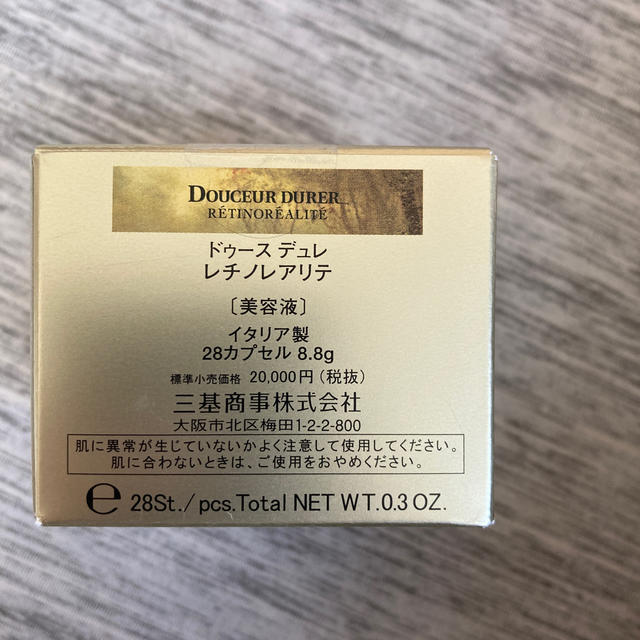 DOUCEUR DURER
RÉTINORÉALITÉ
ドゥース デュレ
レチノレアリテ
〔美容液〕
イタリア製
28カプセル 8.8g
標準小売価格 20,000円（税抜）
三基商事株式会社
大阪市北区梅田1-2-2-800
肌に異常が生じていないかよく注意して使用してください。
肌に合わないときは、ご使用をおやめください。
℮ 28St./pcs.Total NET WT.0.3 OZ.